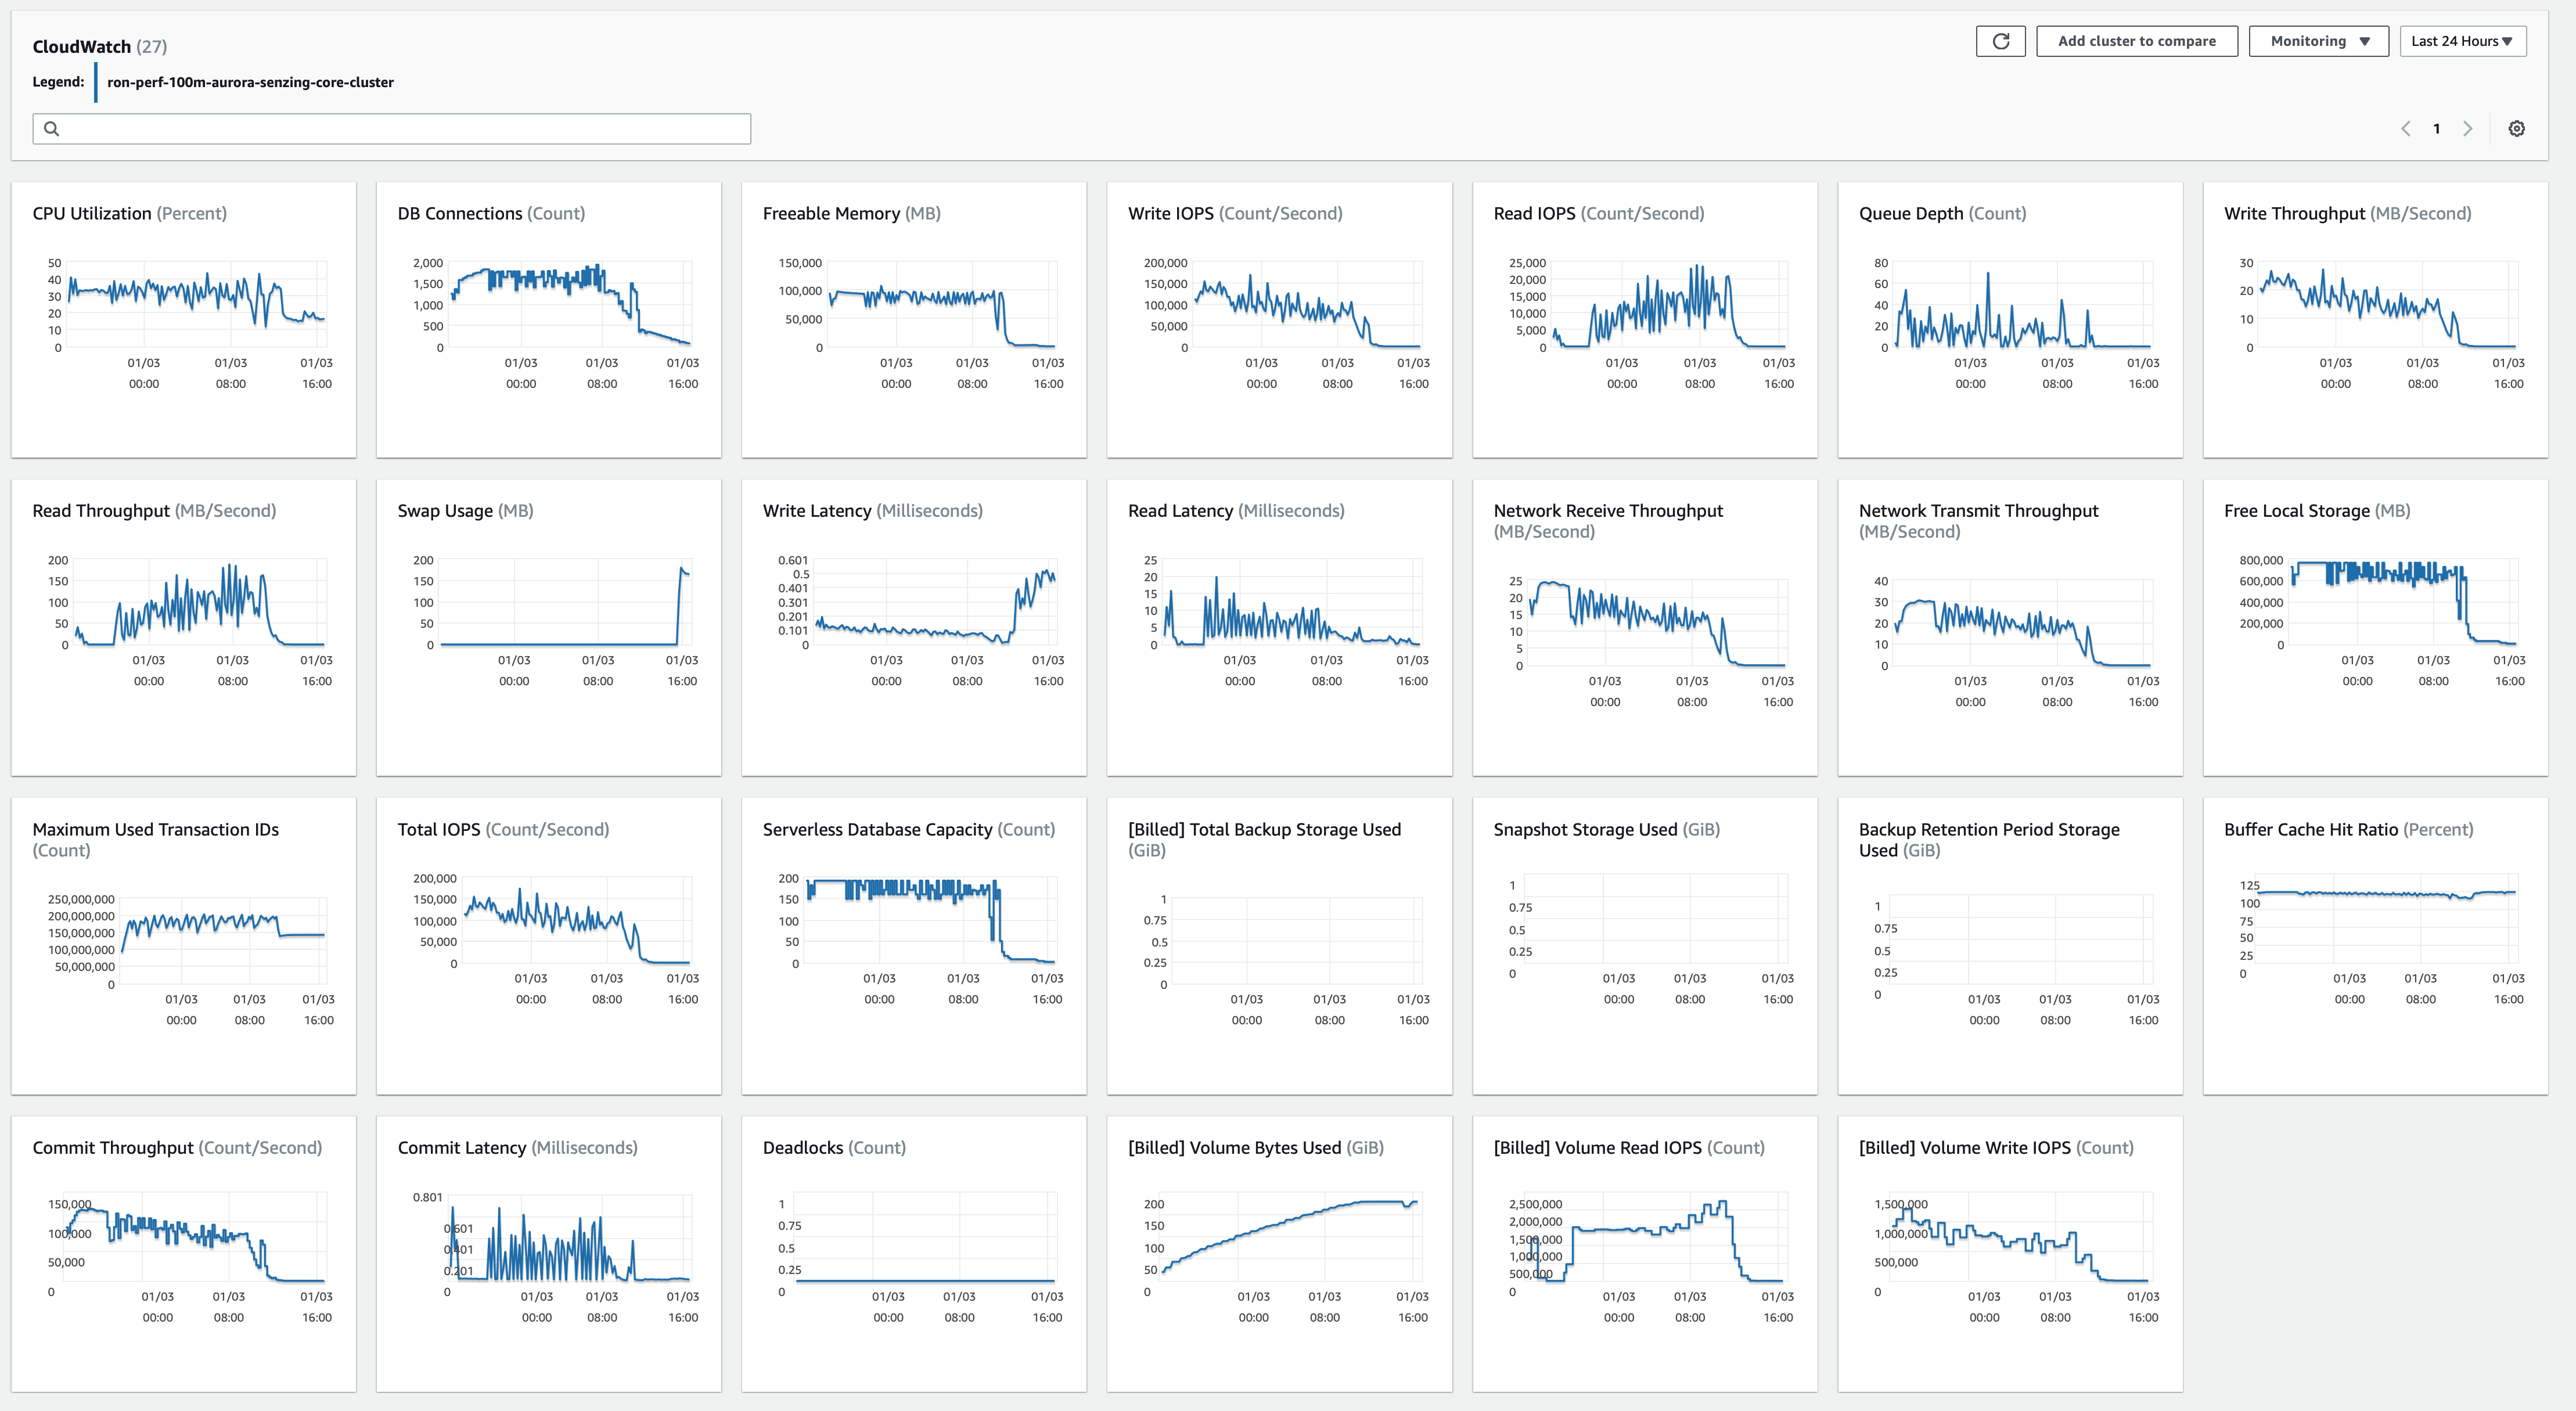 CloudWatch (27)
Add cluster to compare
Monitoring
Last 24 Hours
Legend: ron-perf-100m-aurora-senzing-core-cluster
1
CPU Utilization (Percent)
50
40
30
20
10
0
01/03 01/03 01/03
00:00 08:00 16:00
DB Connections (Count)
2,000
1,500
1,000
500
0
01/03 01/03 01/03
00:00 08:00 16:00
Freeable Memory (MB)
150,000
100,000
50,000
0
01/03 01/03 01/03
00:00 08:00 16:00
Write IOPS (Count/Second)
200,000
150,000
100,000
50,000
0
01/03 01/03 01/03
00:00 08:00 16:00
Read IOPS (Count/Second)
25,000
20,000
15,000
10,000
5,000
0
01/03 01/03 01/03
00:00 08:00 16:00
Queue Depth (Count)
80
60
40
20
0
01/03 01/03 01/03
00:00 08:00 16:00
Write Throughput (MB/Second)
30
20
10
0
01/03 01/03 01/03
00:00 08:00 16:00
Read Throughput (MB/Second)
200
150
100
50
0
01/03 01/03 01/03
00:00 08:00 16:00
Swap Usage (MB)
200
150
100
50
0
01/03 01/03 01/03
00:00 08:00 16:00
Write Latency (Milliseconds)
0.601
0.5
0.401
0.301
0.201
0.101
0
01/03 01/03 01/03
00:00 08:00 16:00
Read Latency (Milliseconds)
25
20
15
10
5
0
01/03 01/03 01/03
00:00 08:00 16:00
Network Receive Throughput
(MB/Second)
25
20
15
10
5
0
01/03 01/03 01/03
00:00 08:00 16:00
Network Transmit Throughput
(MB/Second)
40
30
20
10
0
01/03 01/03 01/03
00:00 08:00 16:00
Free Local Storage (MB)
800,000
600,000
400,000
200,000
0
01/03 01/03 01/03
00:00 08:00 16:00
Maximum Used Transaction IDs
(Count)
250,000,000
200,000,000
150,000,000
100,000,000
50,000,000
0
01/03 01/03 01/03
00:00 08:00 16:00
Total IOPS (Count/Second)
200,000
150,000
100,000
50,000
0
01/03 01/03 01/03
00:00 08:00 16:00
Serverless Database Capacity (Count)
200
150
100
50
0
01/03 01/03 01/03
00:00 08:00 16:00
[Billed] Total Backup Storage Used
(GiB)
1
0.75
0.5
0.25
0
01/03 01/03 01/03
00:00 08:00 16:00
Snapshot Storage Used (GiB)
1
0.75
0.5
0.25
0
01/03 01/03 01/03
00:00 08:00 16:00
Backup Retention Period Storage
Used (GiB)
1
0.75
0.5
0.25
0
01/03 01/03 01/03
00:00 08:00 16:00
Buffer Cache Hit Ratio (Percent)
125
100
75
50
25
0
01/03 01/03 01/03
00:00 08:00 16:00
Commit Throughput (Count/Second)
150,000
100,000
50,000
0
01/03 01/03 01/03
00:00 08:00 16:00
Commit Latency (Milliseconds)
0.801
0.601
0.401
0.201
0
01/03 01/03 01/03
00:00 08:00 16:00
Deadlocks (Count)
1
0.75
0.5
0.25
0
01/03 01/03 01/03
00:00 08:00 16:00
[Billed] Volume Bytes Used (GiB)
200
150
100
50
0
01/03 01/03 01/03
00:00 08:00 16:00
[Billed] Volume Read IOPS (Count)
2,500,000
2,000,000
1,500,000
1,000,000
500,000
0
01/03 01/03 01/03
00:00 08:00 16:00
[Billed] Volume Write IOPS (Count)
1,500,000
1,000,000
500,000
0
01/03 01/03 01/03
00:00 08:00 16:00